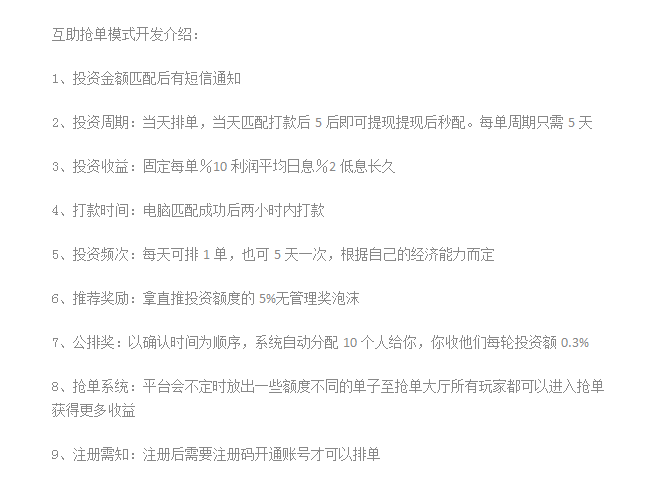 互助抢单模式开发介绍：
1、投资金额匹配后有短信通知
2、投资周期：当天排单，当天匹配打款后 5 后即可提现提现后秒配。每单周期只需 5 天
3、投资收益：固定每单％10 利润平均日息％2 低息长久
4、打款时间：电脑匹配成功后两小时内打款
5、投资频次：每天可排 1 单，也可 5 天一次，根据自己的经济能力而定
6、推荐奖励：拿直推投资额度的 5%无管理奖泡沫
7、公排奖：以确认时间为顺序，系统自动分配 10 个人给你，你收他们每轮投资额 0.3%
8、抢单系统：平台会不定时放出一些额度不同的单子至抢单大厅所有玩家都可以进入抢单
获得更多收益
9、注册需知：注册后需要注册码开通账号才可以排单